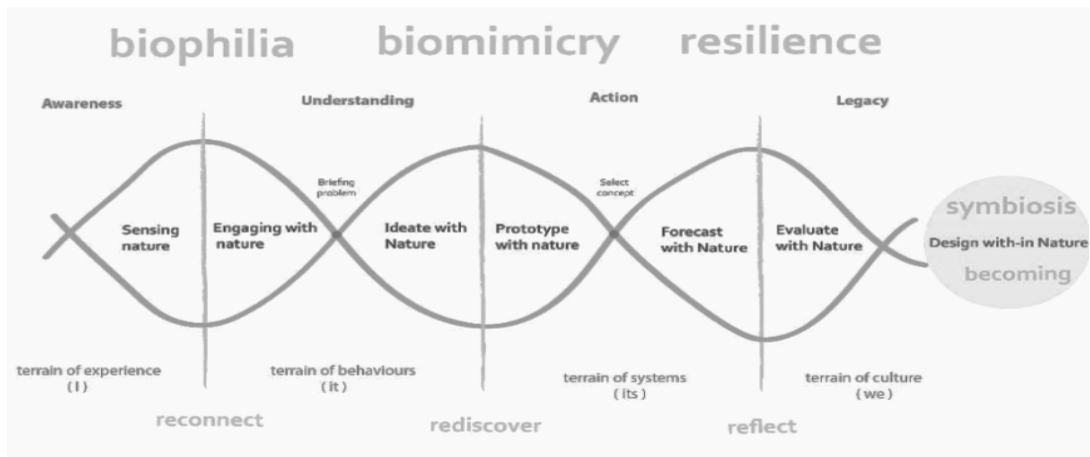 biophilia biomimicry resilience
Awareness Understanding Action Legacy
Briefing
problem
Select
concept
Sensing
nature
Engaging with
nature
Ideate with
Nature
Prototype
with nature
Forecast
with Nature
Evaluate
with Nature
symbiosis
Design with-in Nature
becoming
terrain of experience
( I )
terrain of behaviours
( it )
terrain of systems
( its )
terrain of culture
( we )
reconnect rediscover reflect